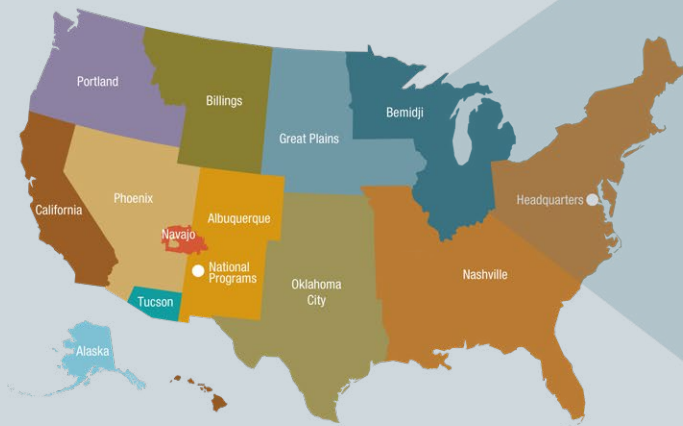 Portland
Billings
Great Plains
Bemidji
California
Phoenix
Albuquerque
Navajo
National
Programs
Tucson
Oklahoma
City
Nashville
Headquarters
Alaska